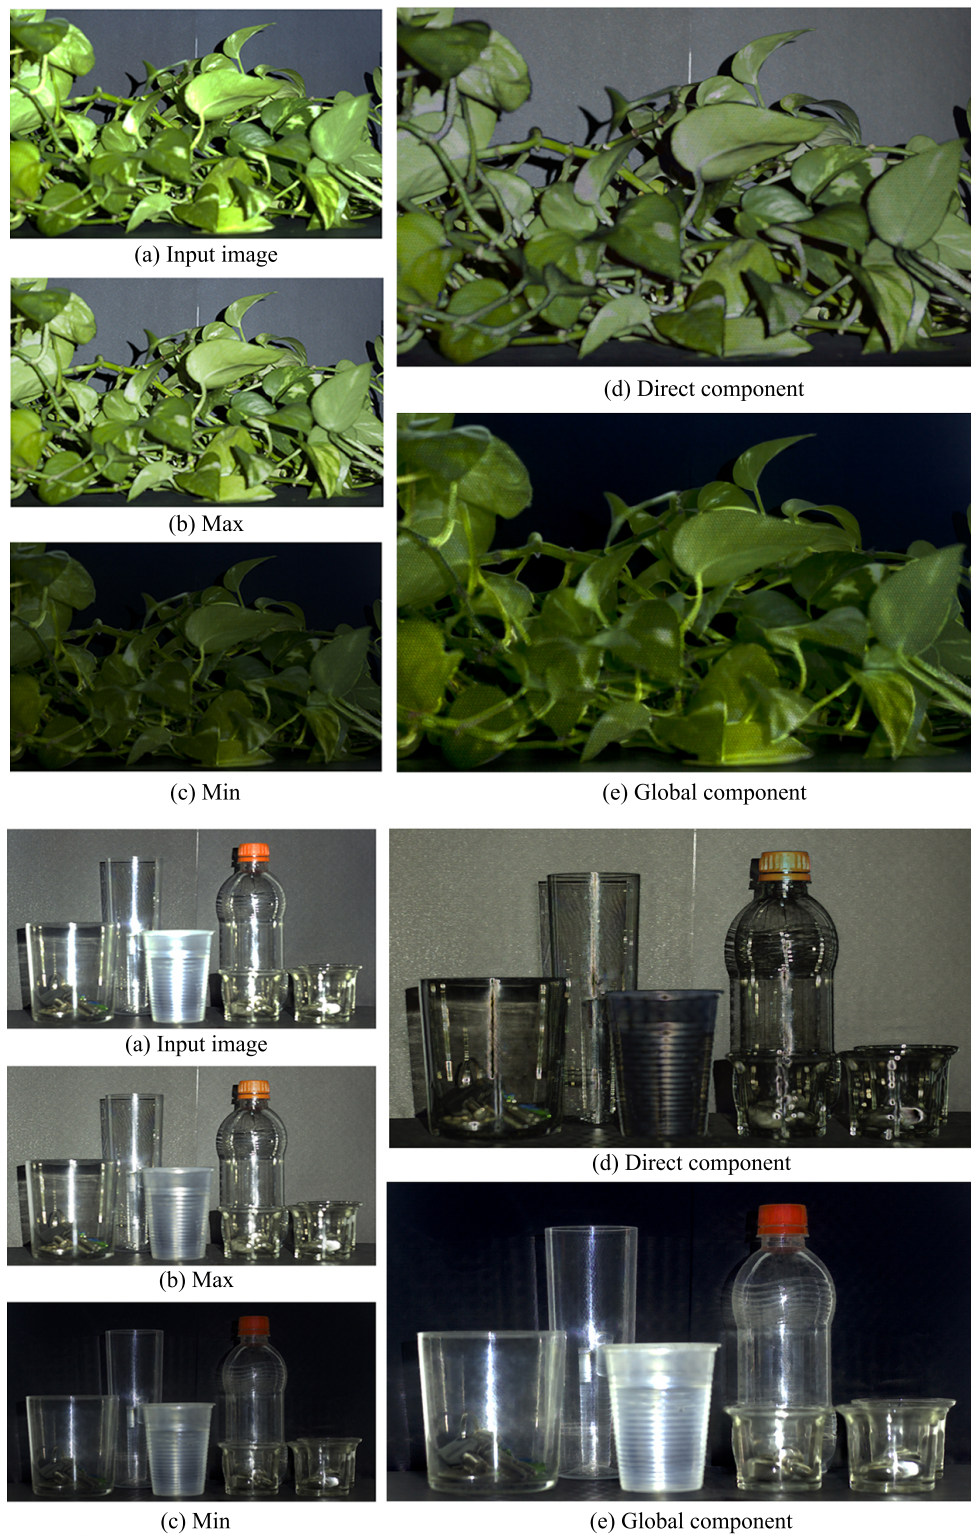 (a) Input image
(b) Max
(c) Min
(d) Direct component
(e) Global component
(a) Input image
(b) Max
(c) Min
(d) Direct component
(e) Global component